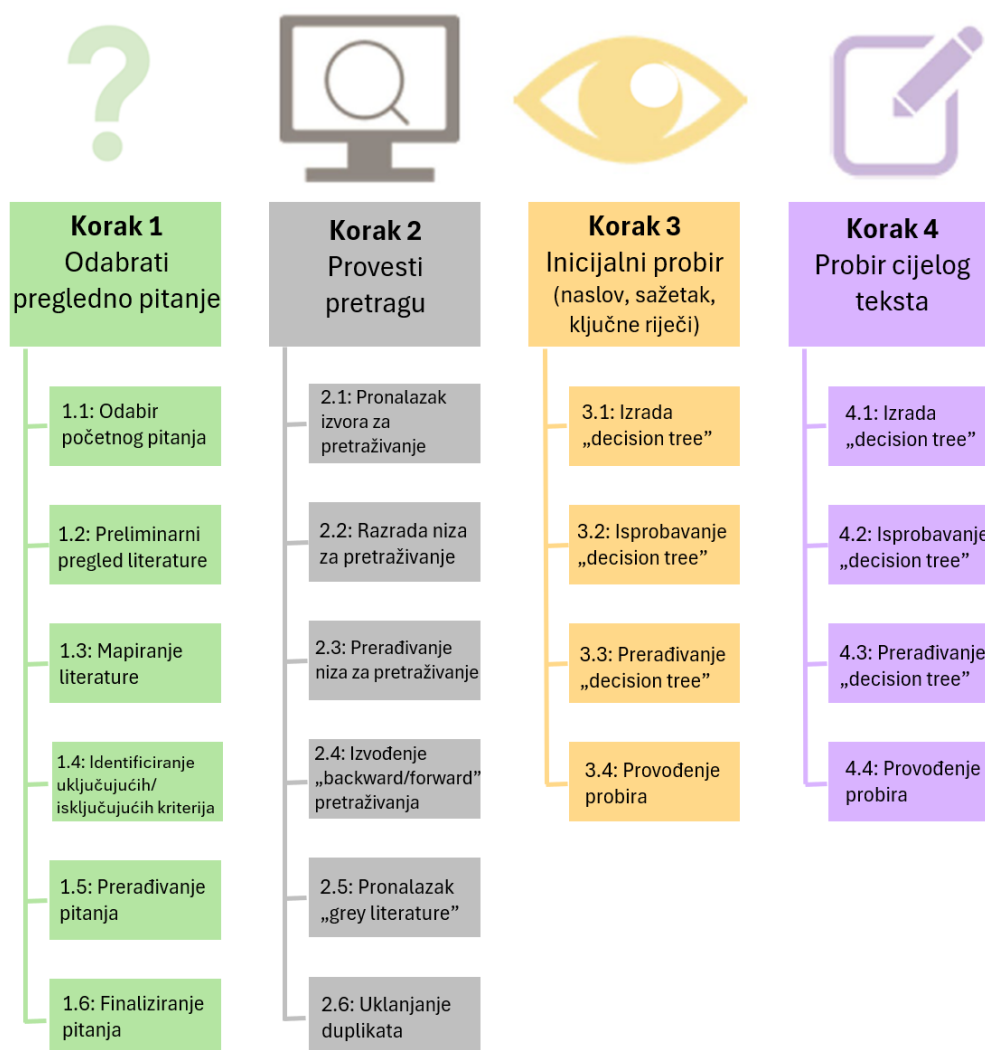 Korak 1
Odabrati
pregledno pitanje
1.1: Odabir
početnog pitanja
1.2: Preliminarni
pregled literature
1.3: Mapiranje
literature
1.4: Identificiranje
uključujućih/
isključujućih kriterija
1.5: Prerađivanje
pitanja
1.6: Finaliziranje
pitanja
Korak 2
Provesti
pretragu
2.1: Pronalazak
izvora za
pretraživanje
2.2: Razrada niza
za pretraživanje
2.3: Prerađivanje
niza za pretraživanje
2.4: Izvođenje
„backward/forward”
pretraživanja
2.5: Pronalazak
„grey literature”
2.6: Uklanjanje
duplikata
Korak 3
Inicijalni probir
(naslov, sažetak,
ključne riječi)
3.1: Izrada
„decision tree”
3.2: Isprobavanje
„decision tree”
3.3: Prerađivanje
„decision tree”
3.4: Provođenje
probira
Korak 4
Probir cijelog
teksta
4.1: Izrada
„decision tree”
4.2: Isprobavanje
„decision tree”
4.3: Prerađivanje
„decision tree”
4.4: Provođenje
probira